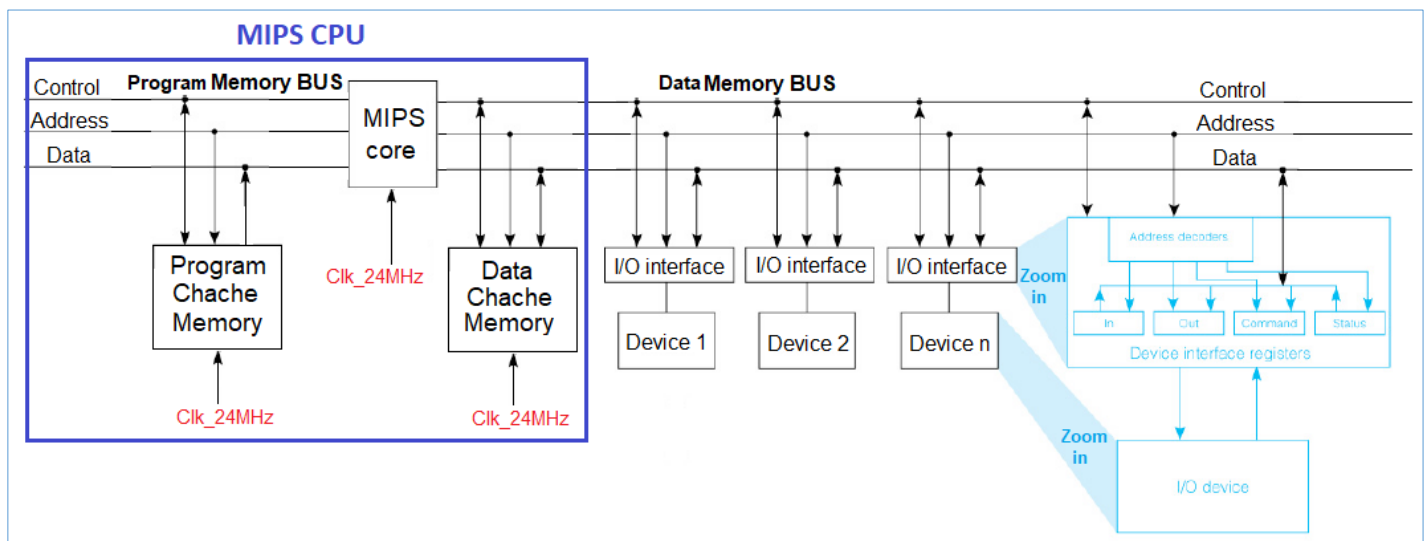 MIPS CPU
Control
Program Memory BUS
Address
Data
MIPS
core
Clk_24MHz
Program
Chache
Memory
Clk_24MHz
Data
Chache
Memory
Clk_24MHz
Data Memory BUS
Control
Address
Data
I/O interface
I/O interface
I/O interface
Device 1
Device 2
Device n
Zoom
in
Address decoders
In
Out
Command
Status
Device interface registers
Zoom
in
I/O device